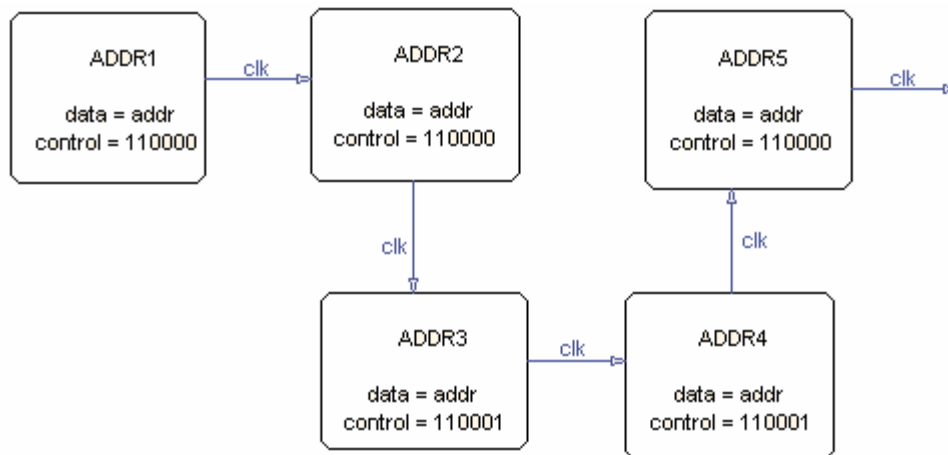 ADDR1
data = addr
control = 110000
clk
ADDR2
data = addr
control = 110000
clk
ADDR3
data = addr
control = 110001
clk
ADDR4
data = addr
control = 110001
clk
ADDR5
data = addr
control = 110000
clk